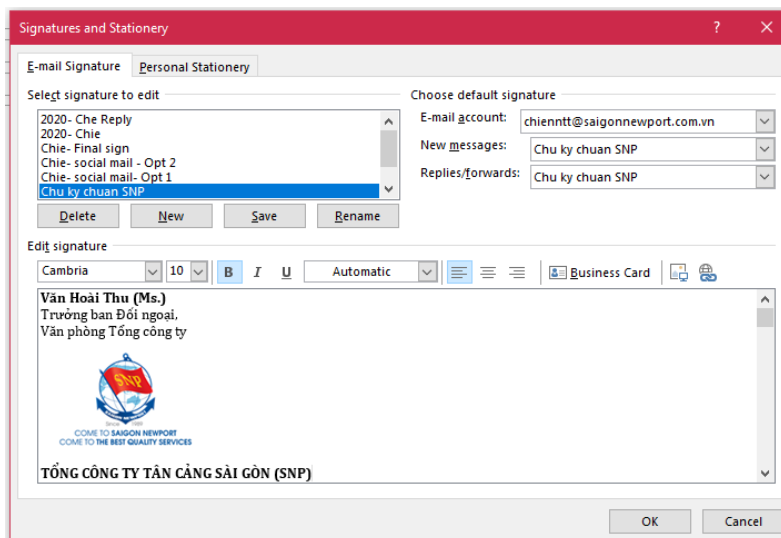 Signatures and Stationery
E-mail Signature
Personal Stationery
Select signature to edit
2020- Che Reply
2020- Chie
Chie- Final sign
Chie- social mail - Opt 2
Chie- social mail- Opt 1
Chu ky chuan SNP
Delete
New
Save
Rename
Choose default signature
E-mail account: chienntt@saigonnewport.com.vn
New messages: Chu ky chuan SNP
Replies/forwards: Chu ky chuan SNP
Edit signature
Cambria
10
B
I
U
Automatic
Business Card
Văn Hoài Thu (Ms.)
Trưởng ban Đối ngoại,
Văn phòng Tổng công ty
SNP
COME TO SAIGON NEWPORT
COME TO THE BEST QUALITY SERVICES
TỔNG CÔNG TY TÂN CẢNG SÀI GÒN (SNP)
OK
Cancel